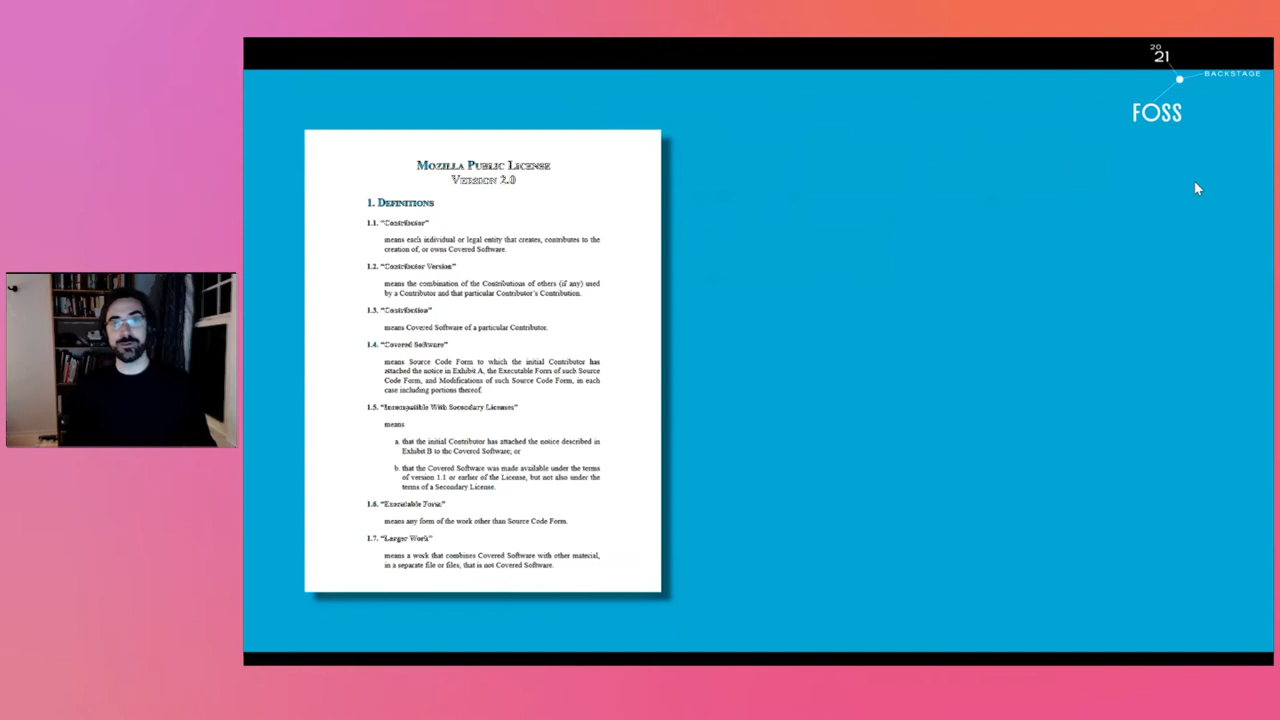 20
21
BACKSTAGE
FOSS
MOZILLA PUBLIC LICENSE
VERSION 2.0
1. DEFINITIONS
1.1. “Contributor”
means each individual or legal entity that creates, contributes to the
creation of, or owns Covered Software.
1.2. “Contributor Version”
means the combination of the Contributions of others (if any) used
by a Contributor and that particular Contributor’s Contribution.
1.3. “Contribution”
means Covered Software of a particular Contributor.
1.4. “Covered Software”
means Source Code Form to which the initial Contributor has
attached the notice in Exhibit A, the Executable Form of such Source
Code Form, and Modifications of such Source Code Form, in each
case including portions thereof.
1.5. “Incompatible With Secondary Licenses”
means
a. that the initial Contributor has attached the notice described in
Exhibit B to the Covered Software; or
b. that the Covered Software was made available under the terms
of version 1.1 or earlier of the License, but not also under the
terms of a Secondary License.
1.6. “Executable Form”
means any form of the work other than Source Code Form.
1.7. “Larger Work”
means a work that combines Covered Software with other material,
in a separate file or files, that is not Covered Software.